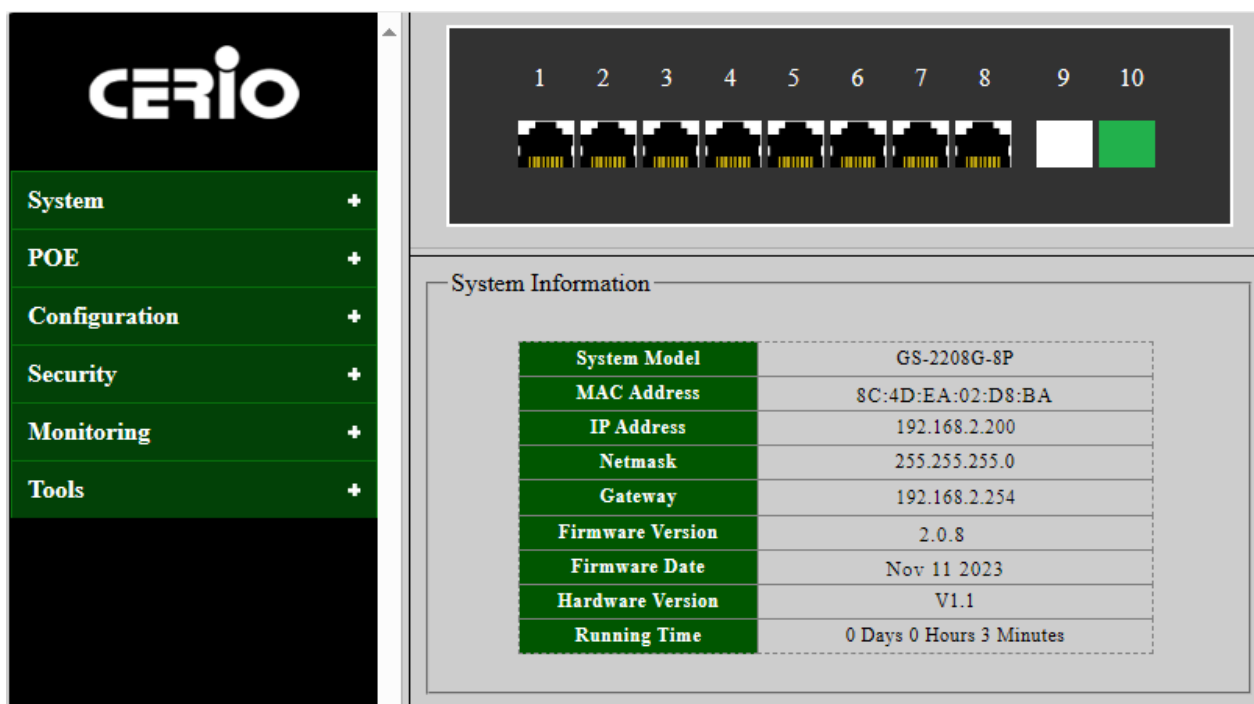 CERIO
System +
POE +
Configuration +
Security +
Monitoring +
Tools +
1 2 3 4 5 6 7 8 9 10
System Information
System Model GS-2208G-8P
MAC Address 8C:4D:EA:02:D8:BA
IP Address 192.168.2.200
Netmask 255.255.255.0
Gateway 192.168.2.254
Firmware Version 2.0.8
Firmware Date Nov 11 2023
Hardware Version V1.1
Running Time 0 Days 0 Hours 3 Minutes